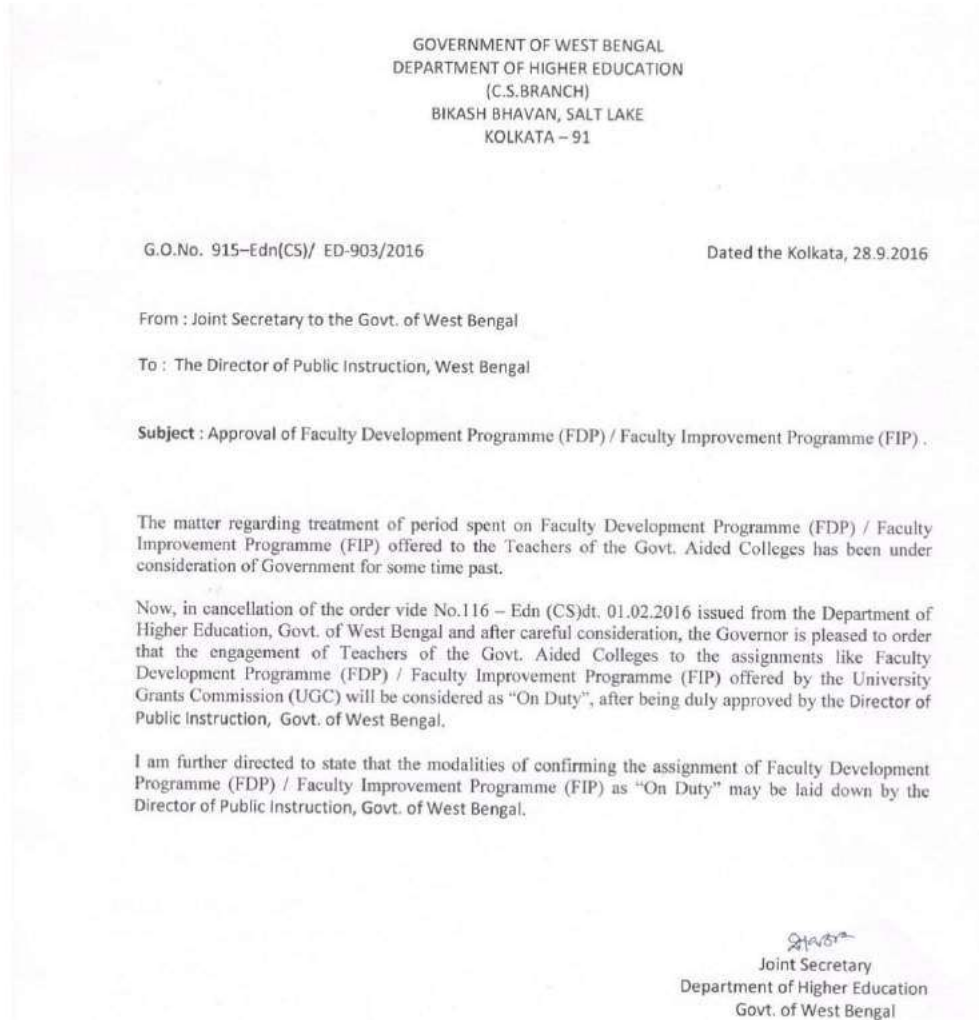 GOVERNMENT OF WEST BENGAL
DEPARTMENT OF HIGHER EDUCATION
(C.S.BRANCH)
BIKASH BHAVAN, SALT LAKE
KOLKATA – 91
G.O.No. 915–Edn(CS)/ ED-903/2016 Dated the Kolkata, 28.9.2016
From : Joint Secretary to the Govt. of West Bengal
To : The Director of Public Instruction, West Bengal
Subject : Approval of Faculty Development Programme (FDP) / Faculty Improvement Programme (FIP) .
The matter regarding treatment of period spent on Faculty Development Programme (FDP) / Faculty
Improvement Programme (FIP) offered to the Teachers of the Govt. Aided Colleges has been under
consideration of Government for some time past.
Now, in cancellation of the order vide No.116 – Edn (CS)dt. 01.02.2016 issued from the Department of
Higher Education, Govt. of West Bengal and after careful consideration, the Governor is pleased to order
that the engagement of Teachers of the Govt. Aided Colleges to the assignments like Faculty
Development Programme (FDP) / Faculty Improvement Programme (FIP) offered by the University
Grants Commission (UGC) will be considered as “On Duty”, after being duly approved by the Director of
Public Instruction, Govt. of West Bengal.
I am further directed to state that the modalities of confirming the assignment of Faculty Development
Programme (FDP) / Faculty Improvement Programme (FIP) as “On Duty” may be laid down by the
Director of Public Instruction, Govt. of West Bengal.
Joint Secretary
Department of Higher Education
Govt. of West Bengal